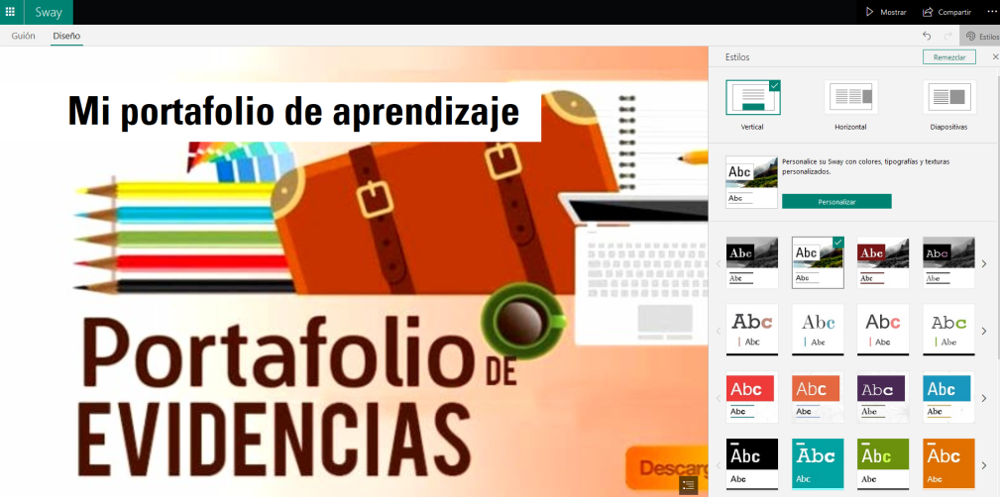 Sway
Mostrar
Compartir
Guión
Diseño
Estilos
Mi portafolio de aprendizaje
Portafolio DE
EVIDENCIAS
Descarg
Estilos
Remezclar
Vertical
Horizontal
Diapositivas
Abc
Abc
Personalice su Sway con colores, tipografías y texturas
personalizados.
Personalizar
Abc Abc Abc Abc
Abc Abc Abc Abc
Abc Abc Abc Abc
Abc Abc Abc Abc
Abc Abc Abc Abc
Abc Abc Abc Abc
Abc Abc Abc Abc
Abc Abc Abc Abc